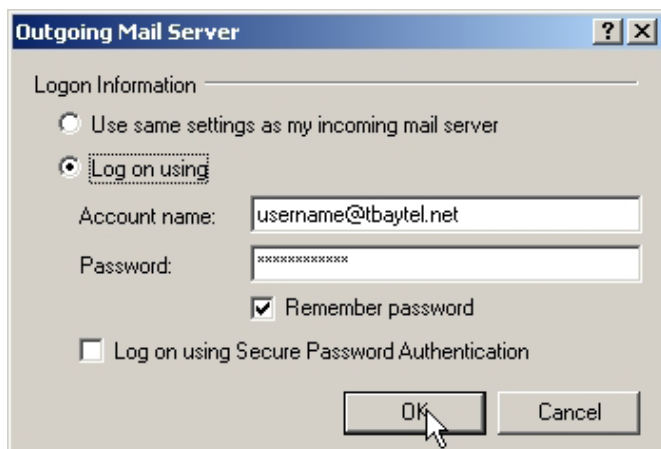 Outgoing Mail Server
Logon Information
Use same settings as my incoming mail server
Log on using
Account name: username@tbaytel.net
Password: ************
Remember password
Log on using Secure Password Authentication
OK Cancel